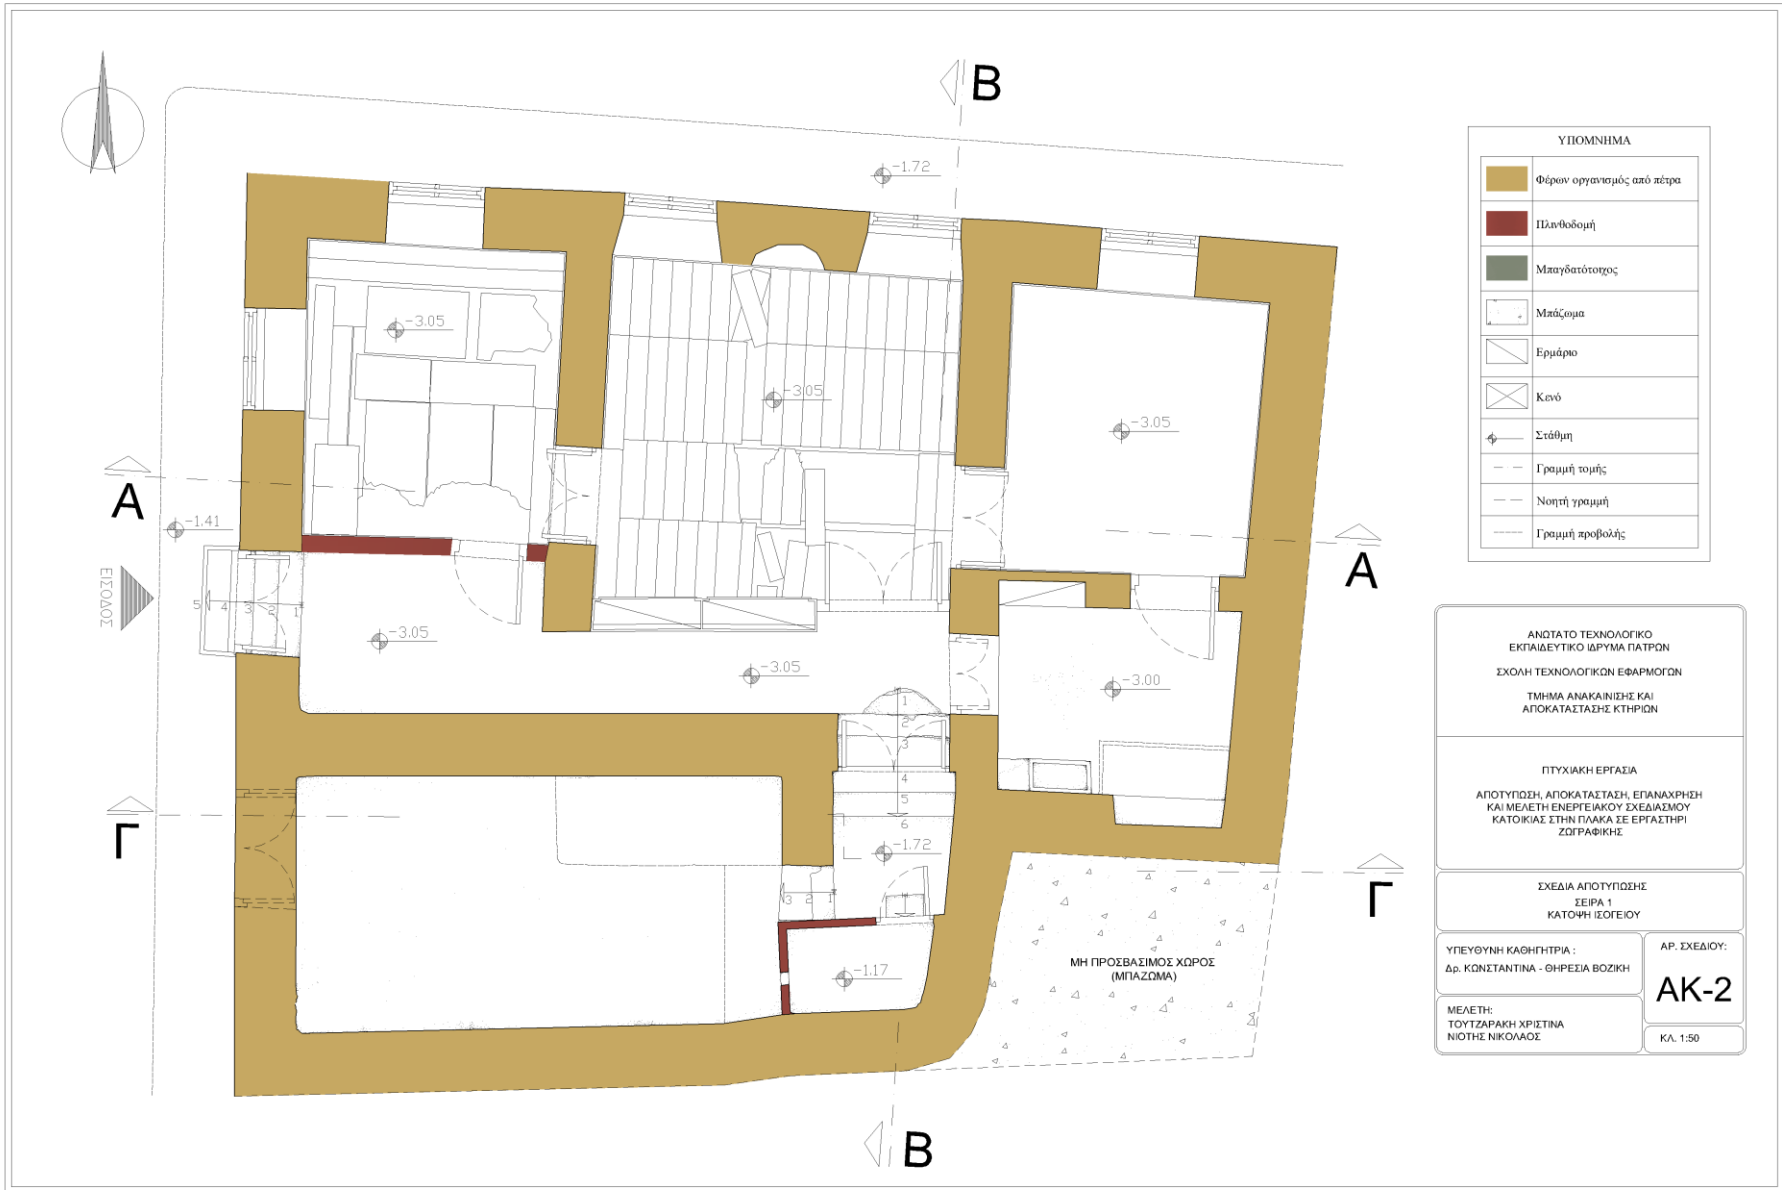 B
-1.72
-3.05
-3.05
-3.05
A
-1.41
A
ΕΙΣΟΔΟΣ
5 4 3 2 1
-3.05
-3.05
-3.00
1
2
3
4
5
6
-1.72
Γ
3 2 1
Γ
-1.17
ΜΗ ΠΡΟΣΒΑΣΙΜΟΣ ΧΩΡΟΣ
(ΜΠΑΖΩΜΑ)
B
ΥΠΟΜΝΗΜΑ
Φέρων οργανισμός από πέτρα
Πλινθοδομή
Μπαγδατότοιχος
Μπάζωμα
Ερμάριο
Κενό
Στάθμη
Γραμμή τομής
Νοητή γραμμή
Γραμμή προβολής
ΑΝΩΤΑΤΟ ΤΕΧΝΟΛΟΓΙΚΟ
ΕΚΠΑΙΔΕΥΤΙΚΟ ΙΔΡΥΜΑ ΠΑΤΡΩΝ
ΣΧΟΛΗ ΤΕΧΝΟΛΟΓΙΚΩΝ ΕΦΑΡΜΟΓΩΝ
ΤΜΗΜΑ ΑΝΑΚΑΙΝΙΣΗΣ ΚΑΙ
ΑΠΟΚΑΤΑΣΤΑΣΗΣ ΚΤΗΡΙΩΝ
ΠΤΥΧΙΑΚΗ ΕΡΓΑΣΙΑ
ΑΠΟΤΥΠΩΣΗ, ΑΠΟΚΑΤΑΣΤΑΣΗ, ΕΠΑΝΑΧΡΗΣΗ
ΚΑΙ ΜΕΛΕΤΗ ΕΝΕΡΓΕΙΑΚΟΥ ΣΧΕΔΙΑΣΜΟΥ
ΚΑΤΟΙΚΙΑΣ ΣΤΗΝ ΠΛΑΚΑ ΣΕ ΕΡΓΑΣΤΗΡΙ
ΖΩΓΡΑΦΙΚΗΣ
ΣΧΕΔΙΑ ΑΠΟΤΥΠΩΣΗΣ
ΣΕΙΡΑ 1
ΚΑΤΟΨΗ ΙΣΟΓΕΙΟΥ
ΥΠΕΥΘΥΝΗ ΚΑΘΗΓΗΤΡΙΑ :
Δρ. ΚΩΝΣΤΑΝΤΙΝΑ - ΘΗΡΕΣΙΑ ΒΟΖΙΚΗ
ΑΡ. ΣΧΕΔΙΟΥ:
ΑΚ-2
ΜΕΛΕΤΗ:
ΤΟΥΤΖΑΡΑΚΗ ΧΡΙΣΤΙΝΑ
ΝΙΟΤΗΣ ΝΙΚΟΛΑΟΣ
ΚΛ. 1:50